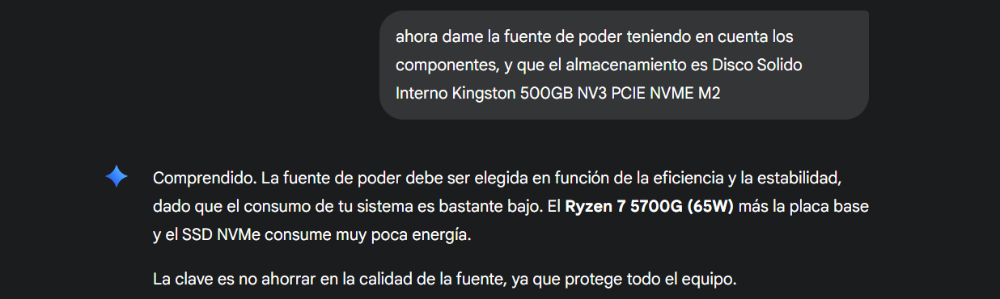 ahora dame la fuente de poder teniendo en cuenta los
componentes, y que el almacenamiento es Disco Solido
Interno Kingston 500GB NV3 PCIE NVME M2
Comprendido. La fuente de poder debe ser elegida en función de la eficiencia y la estabilidad,
dado que el consumo de tu sistema es bastante bajo. El Ryzen 7 5700G (65W) más la placa base
y el SSD NVMe consume muy poca energía.
La clave es no ahorrar en la calidad de la fuente, ya que protege todo el equipo.